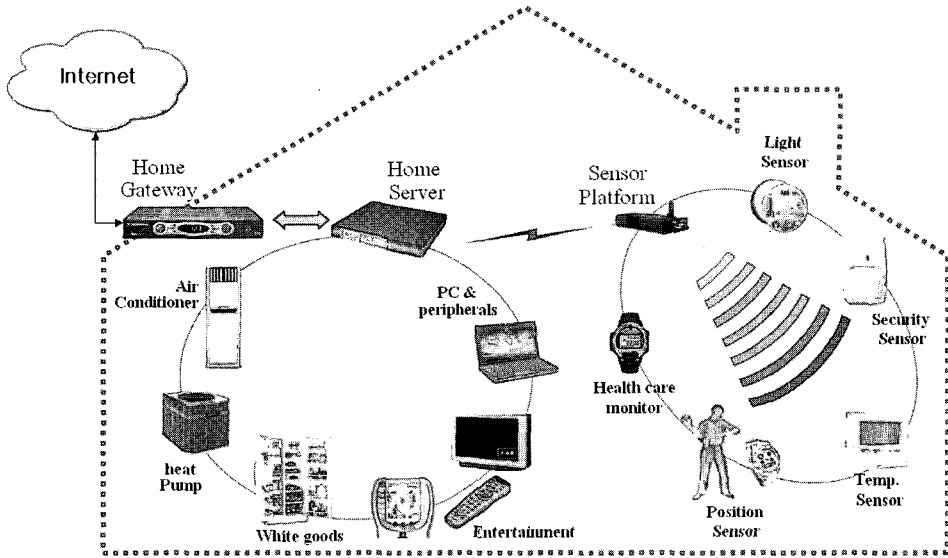 Internet
Home
Gateway
Home
Server
Sensor
Platform
Light
Sensor
Air
Conditioner
PC &
peripherals
Security
Sensor
Health care
monitor
heat
Pump
White goods
Entertainment
Position
Sensor
Temp.
Sensor